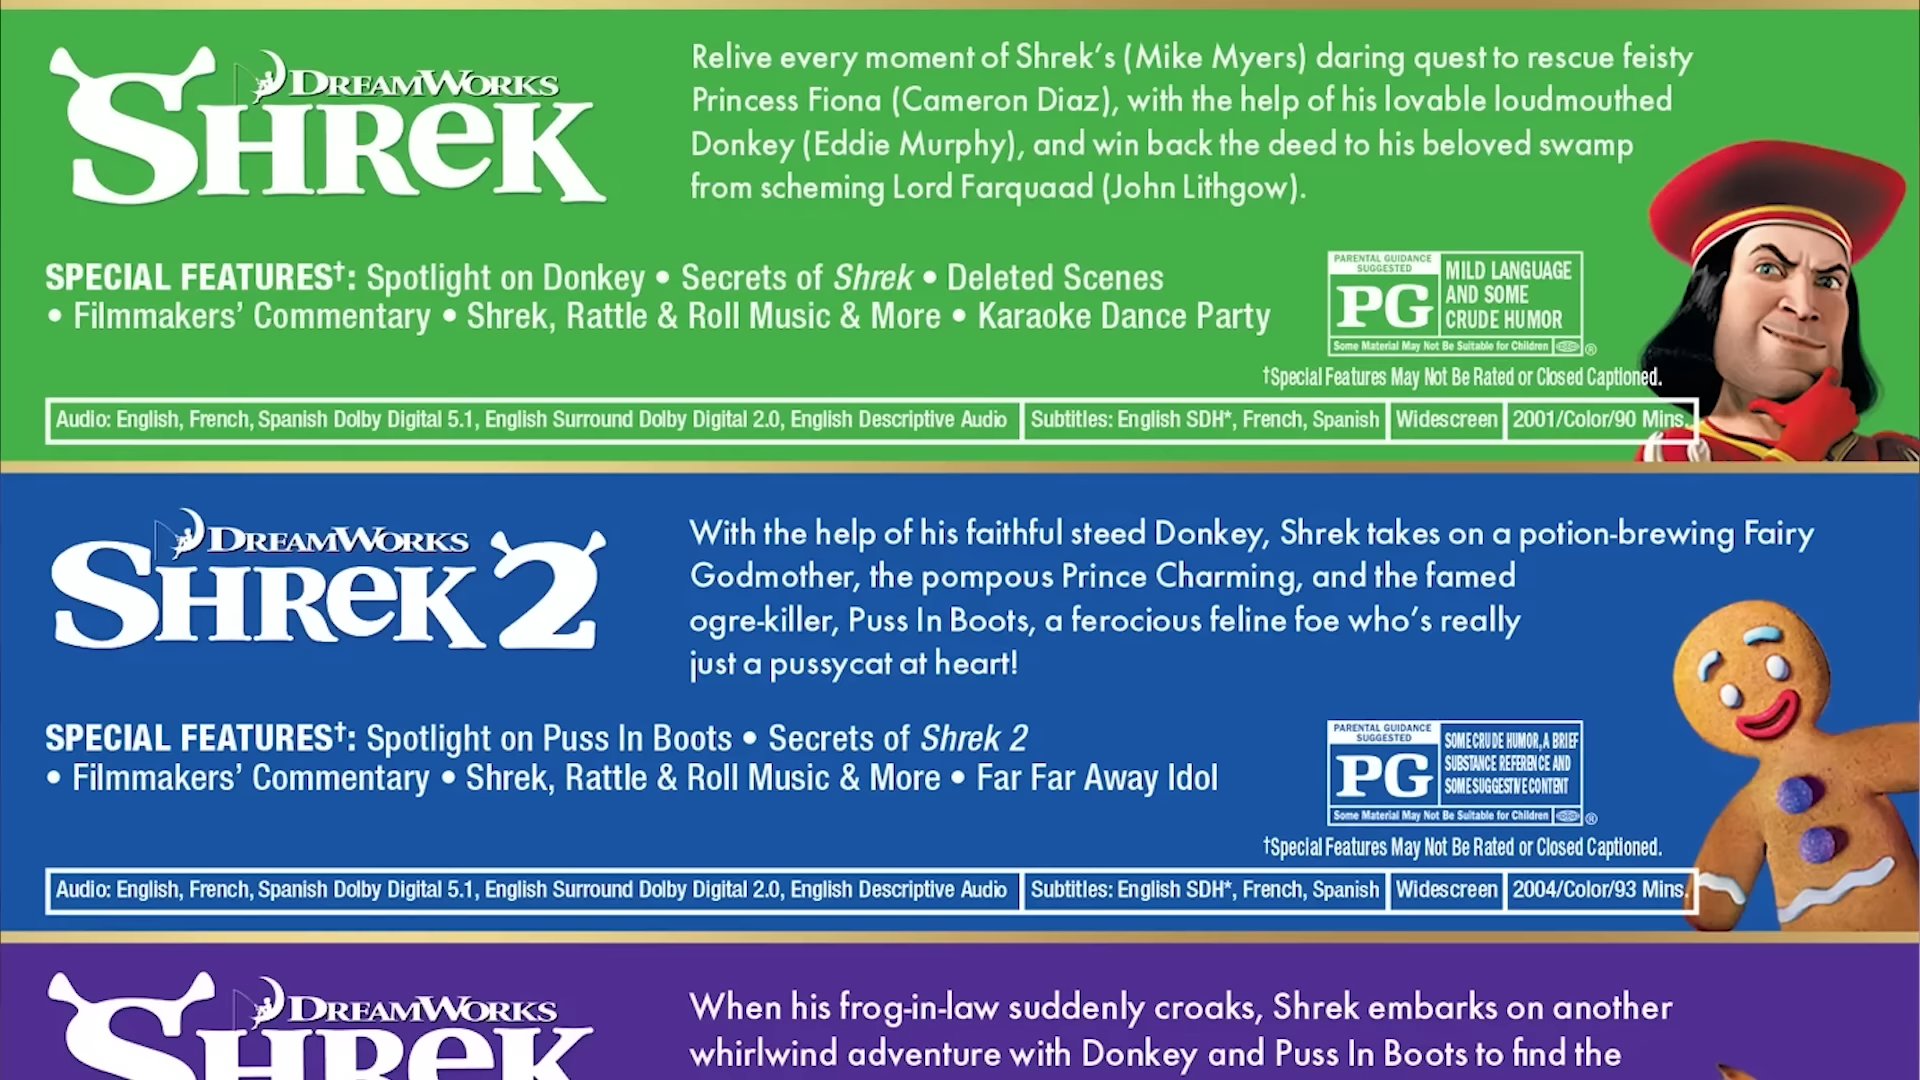 DREAMWORKS
SHREK
Relive every moment of Shrek's (Mike Myers) daring quest to rescue feisty
Princess Fiona (Cameron Diaz), with the help of his lovable loudmouthed
Donkey (Eddie Murphy), and win back the deed to his beloved swamp
from scheming Lord Farquaad (John Lithgow).
SPECIAL FEATURES†: Spotlight on Donkey • Secrets of Shrek • Deleted Scenes
• Filmmakers' Commentary • Shrek, Rattle & Roll Music & More • Karaoke Dance Party
PARENTAL GUIDANCE SUGGESTED
PG
MILD LANGUAGE
AND SOME
CRUDE HUMOR
Some Material May Not Be Suitable for Children ®
†Special Features May Not Be Rated or Closed Captioned.
Audio: English, French, Spanish Dolby Digital 5.1, English Surround Dolby Digital 2.0, English Descriptive Audio | Subtitles: English SDH*, French, Spanish | Widescreen | 2001/Color/90 Mins.
DREAMWORKS
SHREK 2
With the help of his faithful steed Donkey, Shrek takes on a potion-brewing Fairy
Godmother, the pompous Prince Charming, and the famed
ogre-killer, Puss In Boots, a ferocious feline foe who's really
just a pussycat at heart!
SPECIAL FEATURES†: Spotlight on Puss In Boots • Secrets of Shrek 2
• Filmmakers' Commentary • Shrek, Rattle & Roll Music & More • Far Far Away Idol
PARENTAL GUIDANCE SUGGESTED
PG
SOME CRUDE HUMOR, A BRIEF
SUBSTANCE REFERENCE AND
SOME SUGGESTIVE CONTENT
Some Material May Not Be Suitable for Children ®
†Special Features May Not Be Rated or Closed Captioned.
Audio: English, French, Spanish Dolby Digital 5.1, English Surround Dolby Digital 2.0, English Descriptive Audio | Subtitles: English SDH*, French, Spanish | Widescreen | 2004/Color/93 Mins.
DREAMWORKS
SHREK
When his frog-in-law suddenly croaks, Shrek embarks on another
whirlwind adventure with Donkey and Puss In Boots to find the